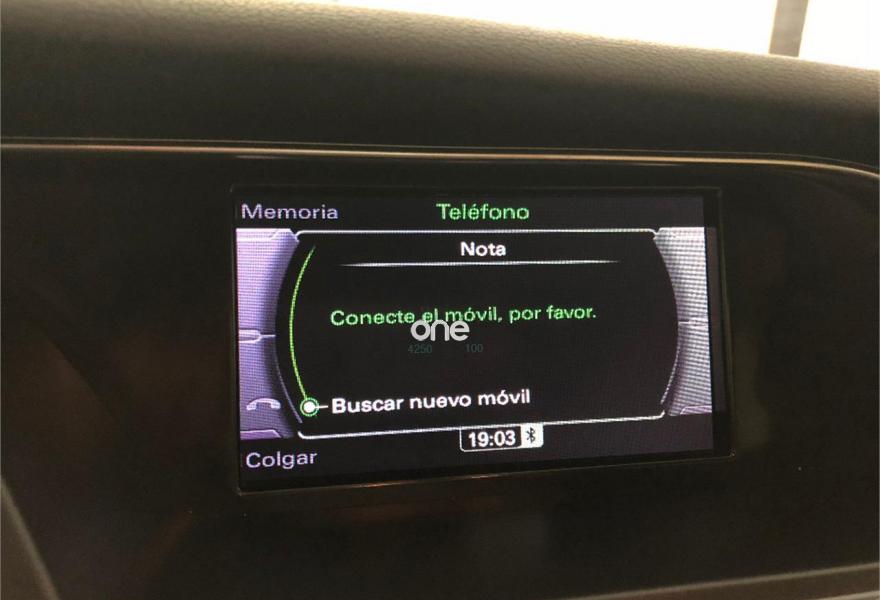 Memoria
Teléfono
Nota
Conecte el móvil, por favor.
one
4250 100
Buscar nuevo móvil
19:03
Colgar